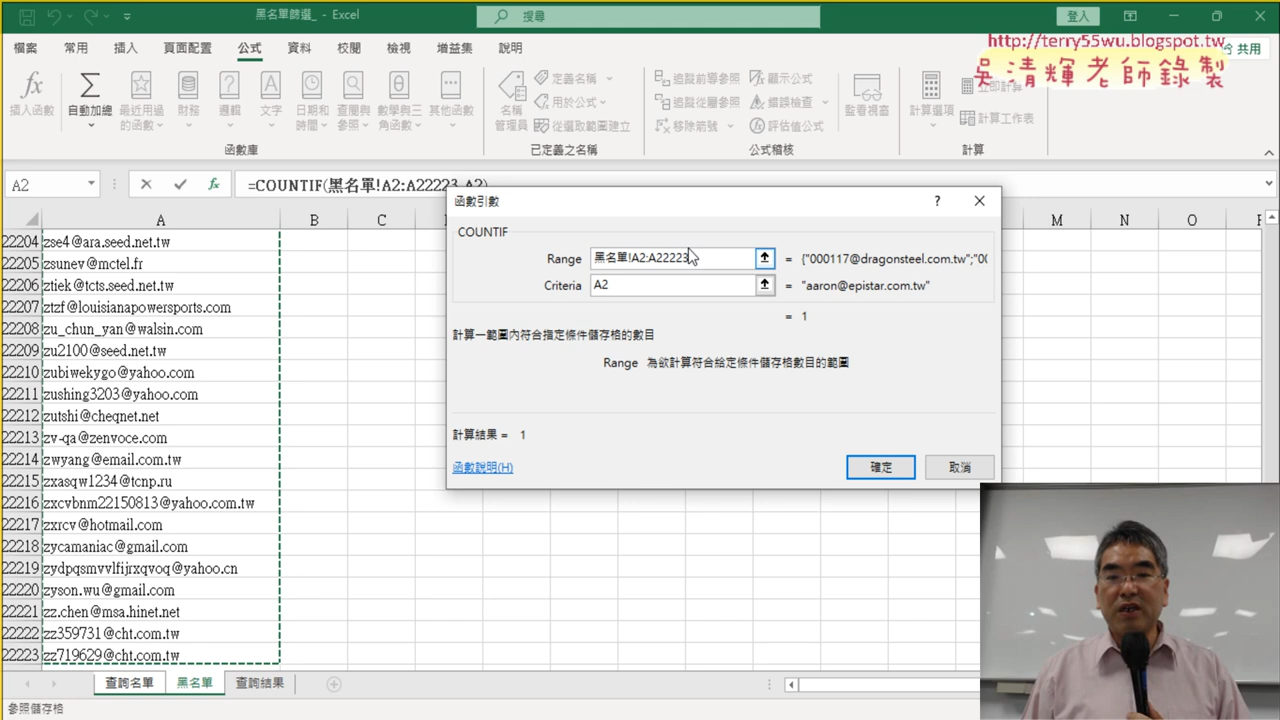 黑名單篩選_ - Excel
搜尋
登入
檔案 常用 插入 頁面配置 公式 資料 校閱 檢視 增益集 說明
共用
http://terry55wu.blogspot.tw
吳清輝老師錄製
插入函數
自動加總
最近用過的函數
財務
邏輯
文字
日期和時間
查閱與參照
數學與三角函數
其他函數
函數庫
名稱管理員
定義名稱
用於公式
從選取範圍建立
已定義之名稱
追蹤前導參照
追蹤從屬參照
移除箭號
顯示公式
錯誤檢查
評估值公式
公式稽核
監看視窗
計算選項
立即計算
計算工作表
計算
A2
=COUNTIF(黑名單!A2:A22223,A2)
A B C M N O
22204 zse4@ara.seed.net.tw
22205 zsunev@mctel.fr
22206 ztiek@tcts.seed.net.tw
22207 ztzf@louisianapowersports.com
22208 zu_chun_yan@walsin.com
22209 zu2100@seed.net.tw
22210 zubiwekygo@yahoo.com
22211 zushing3203@yahoo.com
22212 zutshi@cheqnet.net
22213 zv-qa@zenvoce.com
22214 zwyang@email.com.tw
22215 zxasqw1234@tcnp.ru
22216 zxcvbnm22150813@yahoo.com.tw
22217 zxrcv@hotmail.com
22218 zycamaniac@gmail.com
22219 zydpqsmvvlfijrxqvoq@yahoo.cn
22220 zyson.wu@gmail.com
22221 zz.chen@msa.hinet.net
22222 zz359731@cht.com.tw
22223 zz719629@cht.com.tw
函數引數
? ×
COUNTIF
Range 黑名單!A2:A22223 = {"000117@dragonsteel.com.tw";"00
Criteria A2 = "aaron@epistar.com.tw"
= 1
計算一範圍內符合指定條件儲存格的數目
Range 為欲計算符合給定條件儲存格數目的範圍
計算結果 = 1
函數說明(H)
確定 取消
查詢名單 黑名單 查詢結果
參照儲存格